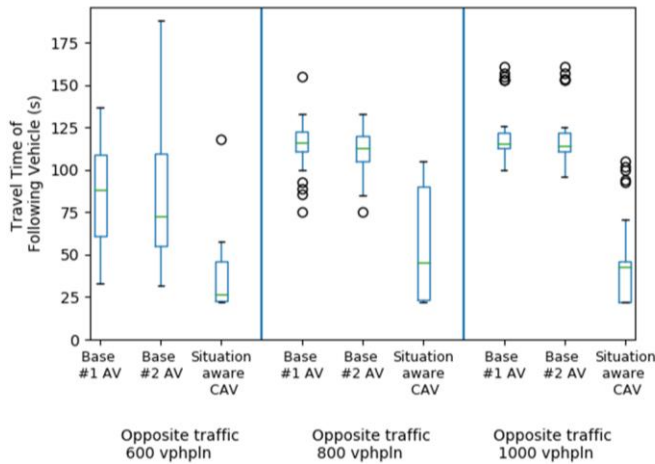 Travel Time of
Following Vehicle (s)
175
150
125
100
75
50
25
0
Base
#1 AV
Base
#2 AV
Situation
aware
CAV
Base
#1 AV
Base
#2 AV
Situation
aware
CAV
Base
#1 AV
Base
#2 AV
Situation
aware
CAV
Opposite traffic
600 vphpln
Opposite traffic
800 vphpln
Opposite traffic
1000 vphpln